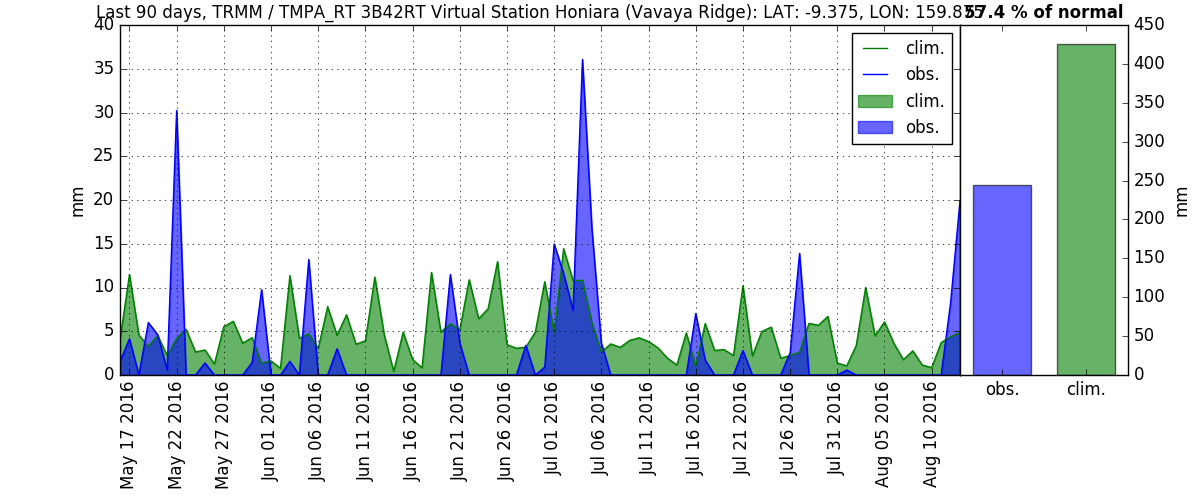 Last 90 days, TRMM / TMPA_RT 3B42RT Virtual Station Honiara (Vavaya Ridge): LAT: -9.375, LON: 159.875
57.4 % of normal
40
35
30
25
20
15
10
5
0
mm
clim.
obs.
clim.
obs.
450
400
350
300
250
200
150
100
50
0
mm
May 17 2016
May 22 2016
May 27 2016
Jun 01 2016
Jun 06 2016
Jun 11 2016
Jun 16 2016
Jun 21 2016
Jun 26 2016
Jul 01 2016
Jul 06 2016
Jul 11 2016
Jul 16 2016
Jul 21 2016
Jul 26 2016
Jul 31 2016
Aug 05 2016
Aug 10 2016
obs.
clim.